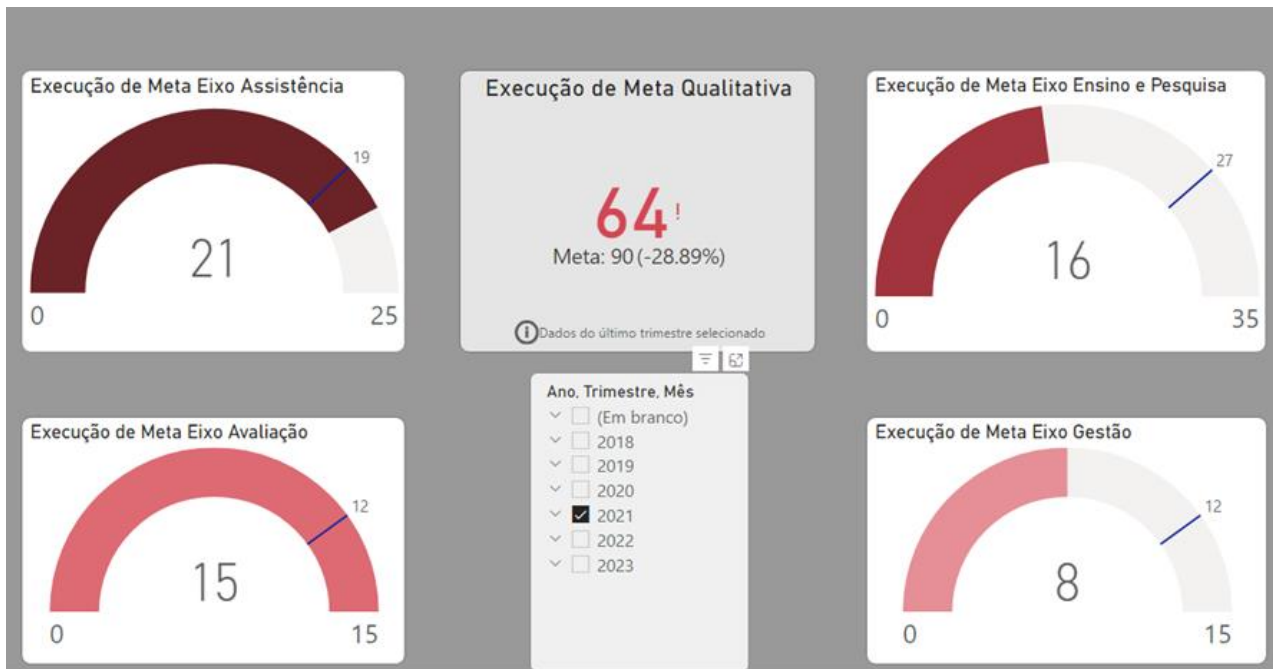 Execução de Meta Eixo Assistência
19
21
0
25
Execução de Meta Qualitativa
64!
Meta: 90 (-28.89%)
Dados do último trimestre selecionado
Execução de Meta Eixo Ensino e Pesquisa
27
16
0
35
Execução de Meta Eixo Avaliação
12
15
0
15
Ano, Trimestre, Mês
(Em branco)
2018
2019
2020
2021
2022
2023
Execução de Meta Eixo Gestão
12
8
0
15